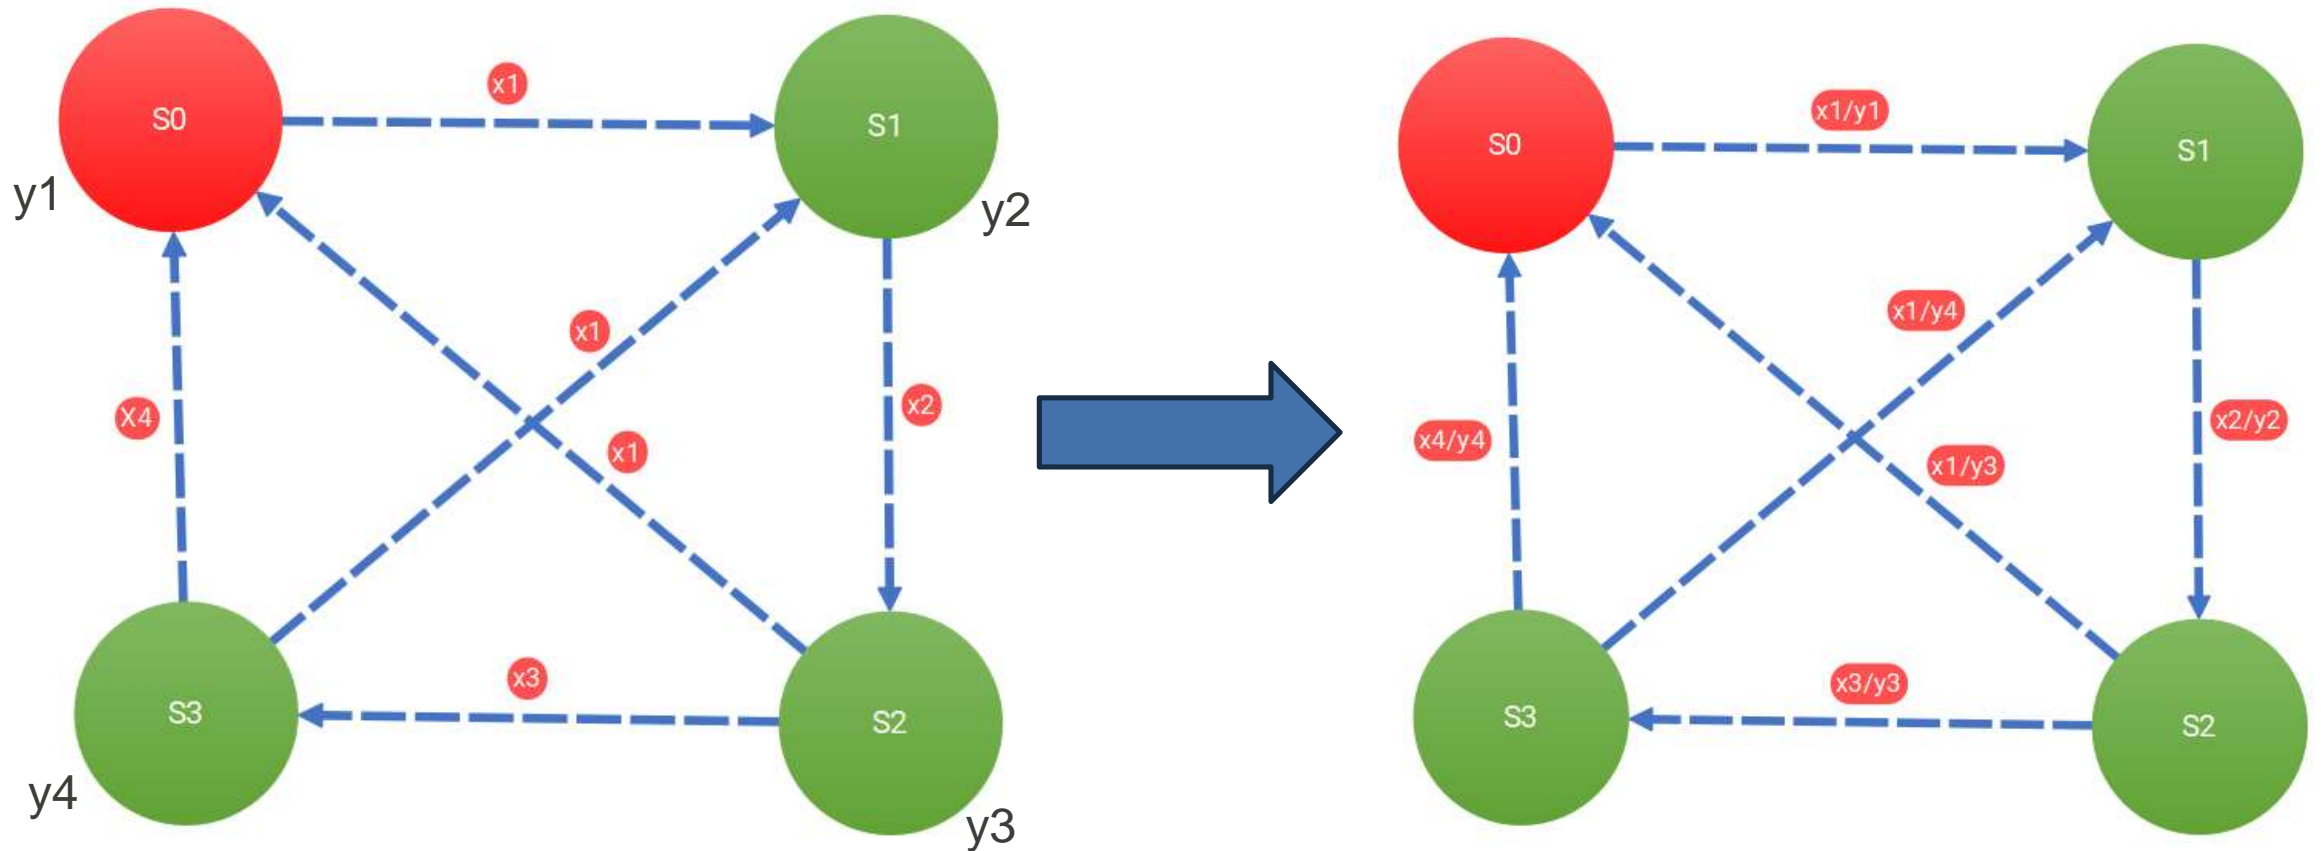 S0
x1
S1
y1
y2
x1
X4
x2
x1
x3
S3
S2
y4
y3
S0
x1/y1
S1
x1/y4
x4/y4
x2/y2
x1/y3
x3/y3
S3
S2